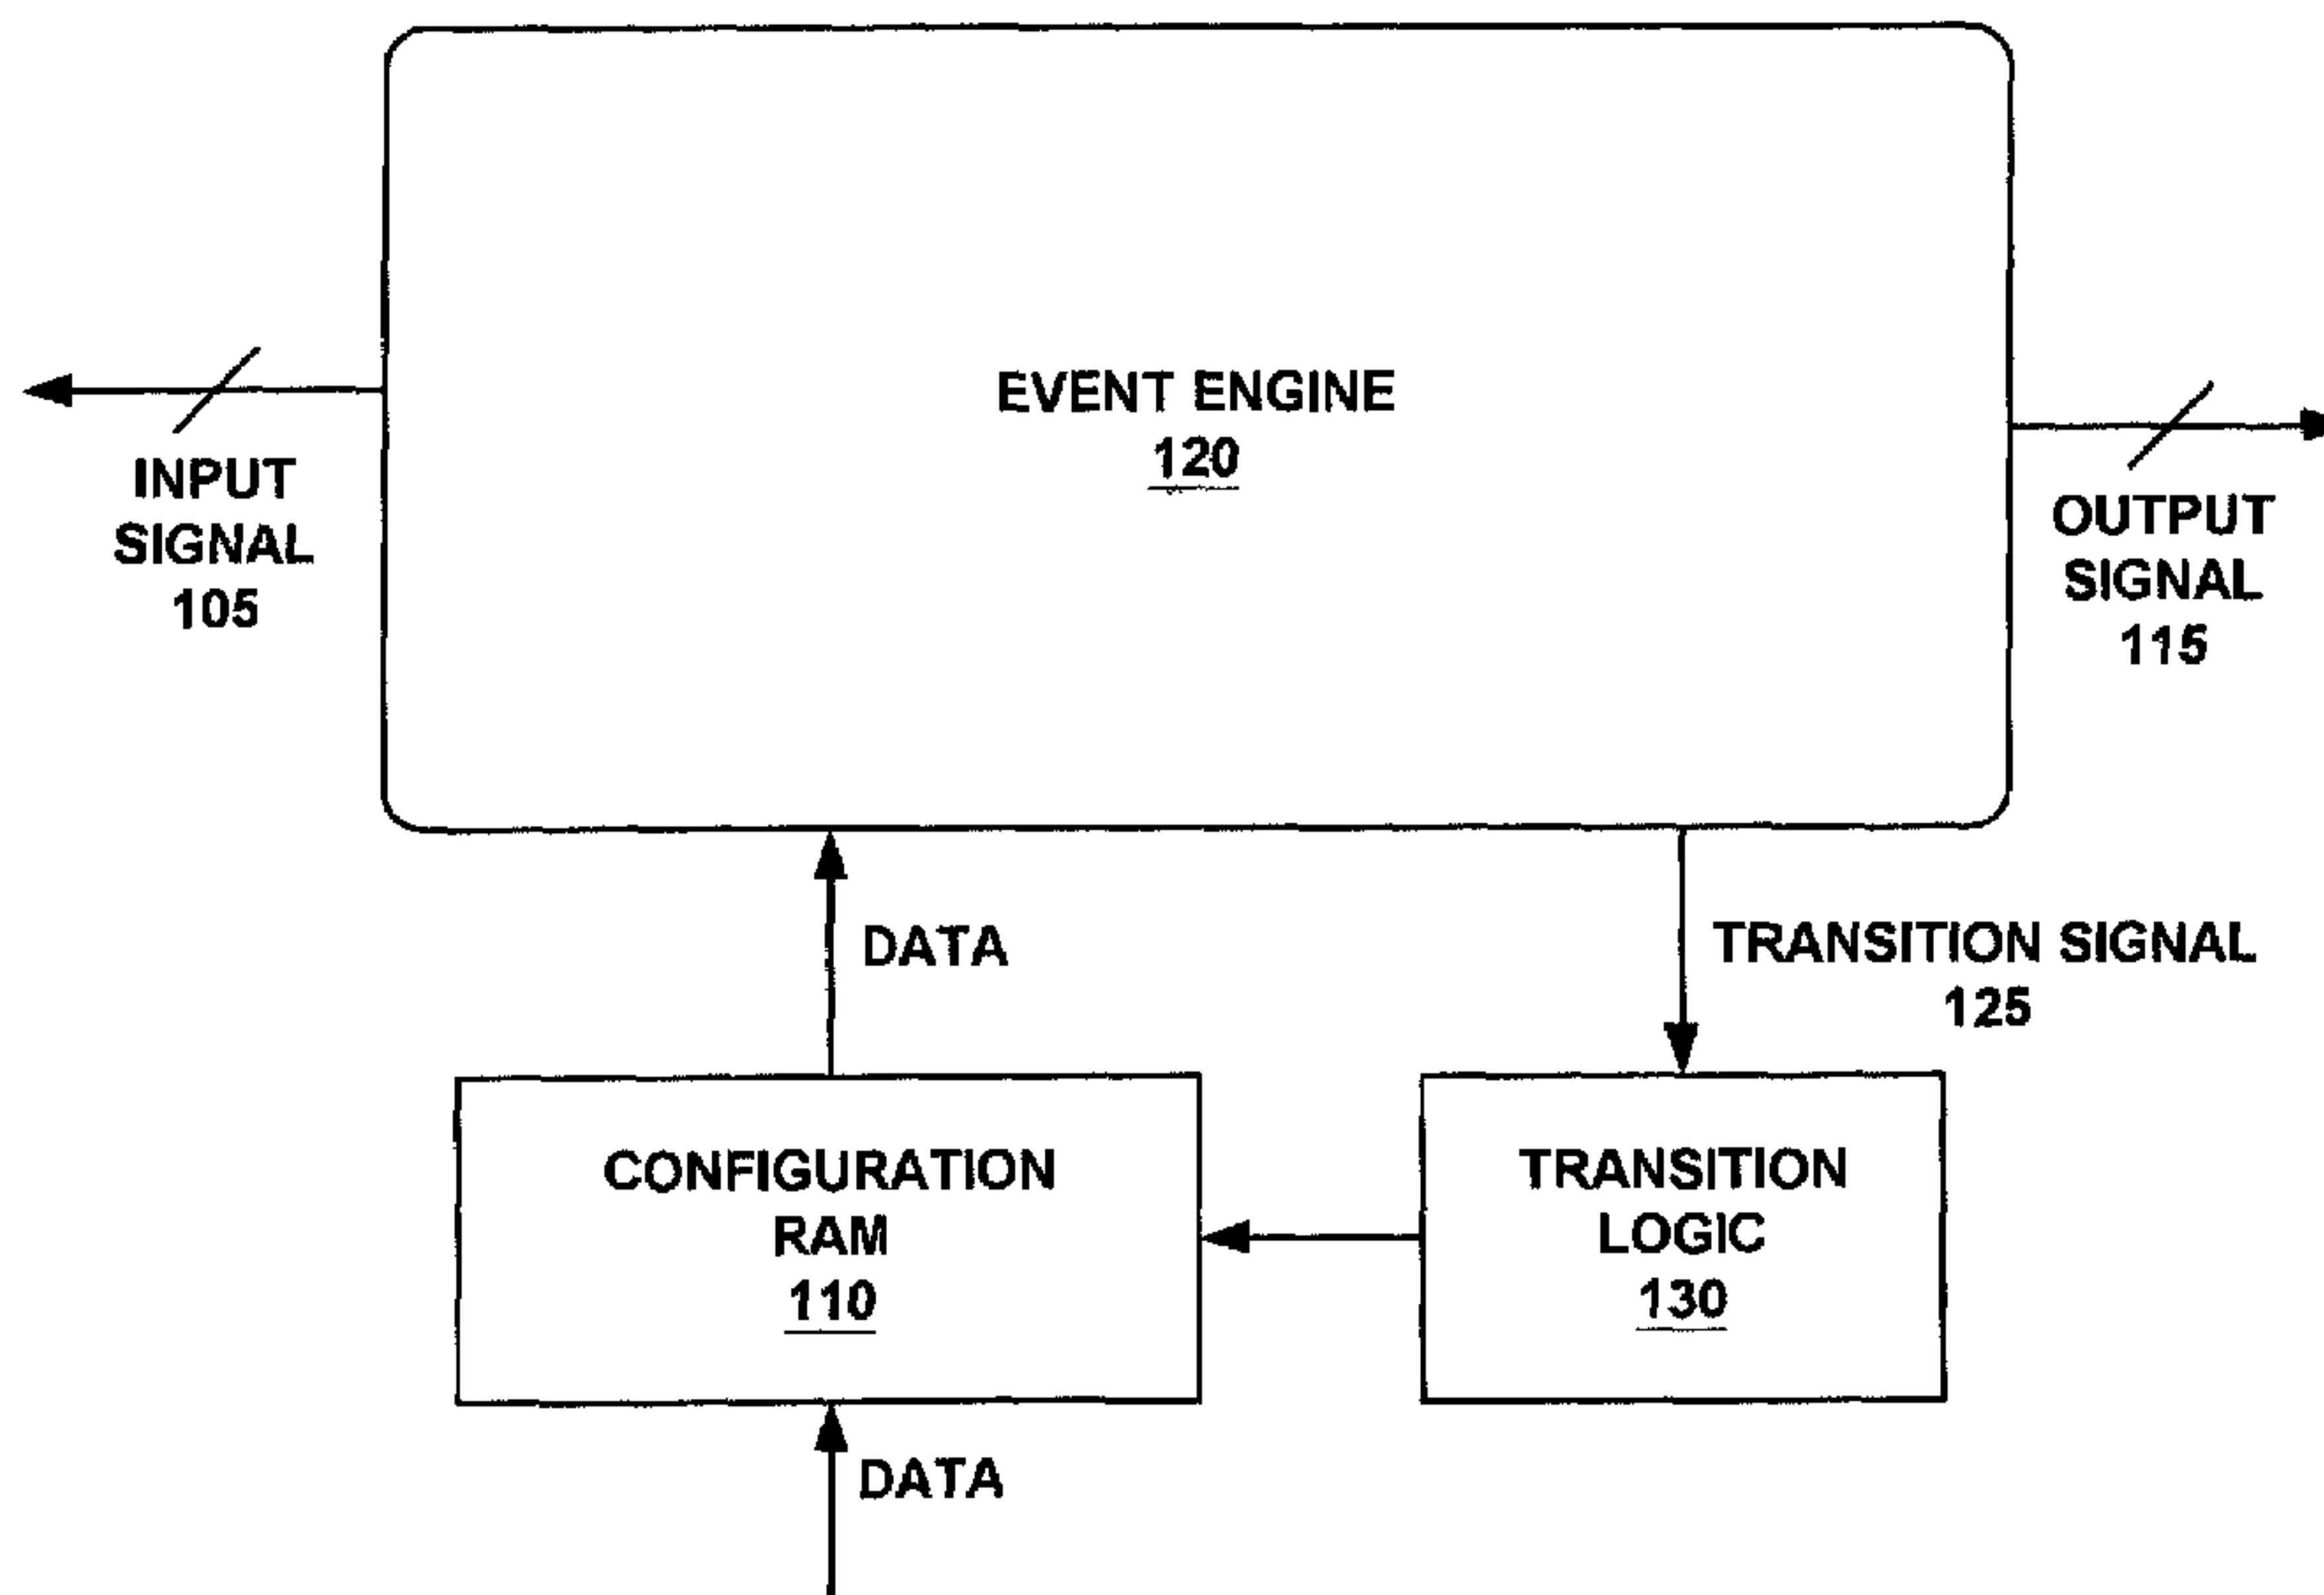 EVENT ENGINE
120
INPUT
SIGNAL
105
OUTPUT
SIGNAL
115
DATA
TRANSITION SIGNAL
125
CONFIGURATION
RAM
110
TRANSITION
LOGIC
130
DATA